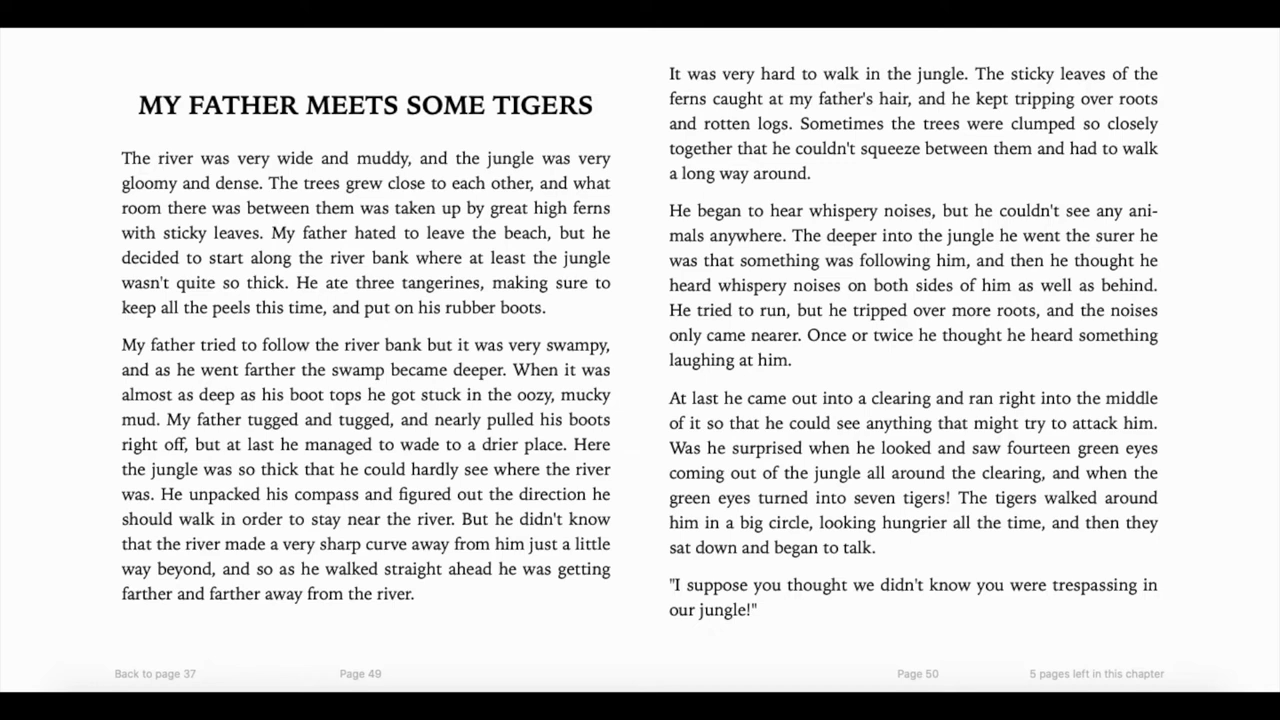 MY FATHER MEETS SOME TIGERS
The river was very wide and muddy, and the jungle was very
gloomy and dense. The trees grew close to each other, and what
room there was between them was taken up by great high ferns
with sticky leaves. My father hated to leave the beach, but he
decided to start along the river bank where at least the jungle
wasn't quite so thick. He ate three tangerines, making sure to
keep all the peels this time, and put on his rubber boots.
My father tried to follow the river bank but it was very swampy,
and as he went farther the swamp became deeper. When it was
almost as deep as his boot tops he got stuck in the oozy, mucky
mud. My father tugged and tugged, and nearly pulled his boots
right off, but at last he managed to wade to a drier place. Here
the jungle was so thick that he could hardly see where the river
was. He unpacked his compass and figured out the direction he
should walk in order to stay near the river. But he didn't know
that the river made a very sharp curve away from him just a little
way beyond, and so as he walked straight ahead he was getting
farther and farther away from the river.
It was very hard to walk in the jungle. The sticky leaves of the
ferns caught at my father's hair, and he kept tripping over roots
and rotten logs. Sometimes the trees were clumped so closely
together that he couldn't squeeze between them and had to walk
a long way around.
He began to hear whispery noises, but he couldn't see any ani-
mals anywhere. The deeper into the jungle he went the surer he
was that something was following him, and then he thought he
heard whispery noises on both sides of him as well as behind.
He tried to run, but he tripped over more roots, and the noises
only came nearer. Once or twice he thought he heard something
laughing at him.
At last he came out into a clearing and ran right into the middle
of it so that he could see anything that might try to attack him.
Was he surprised when he looked and saw fourteen green eyes
coming out of the jungle all around the clearing, and when the
green eyes turned into seven tigers! The tigers walked around
him in a big circle, looking hungrier all the time, and then they
sat down and began to talk.
"I suppose you thought we didn't know you were trespassing in
our jungle!"
Back to page 37
Page 49
Page 50
5 pages left in this chapter